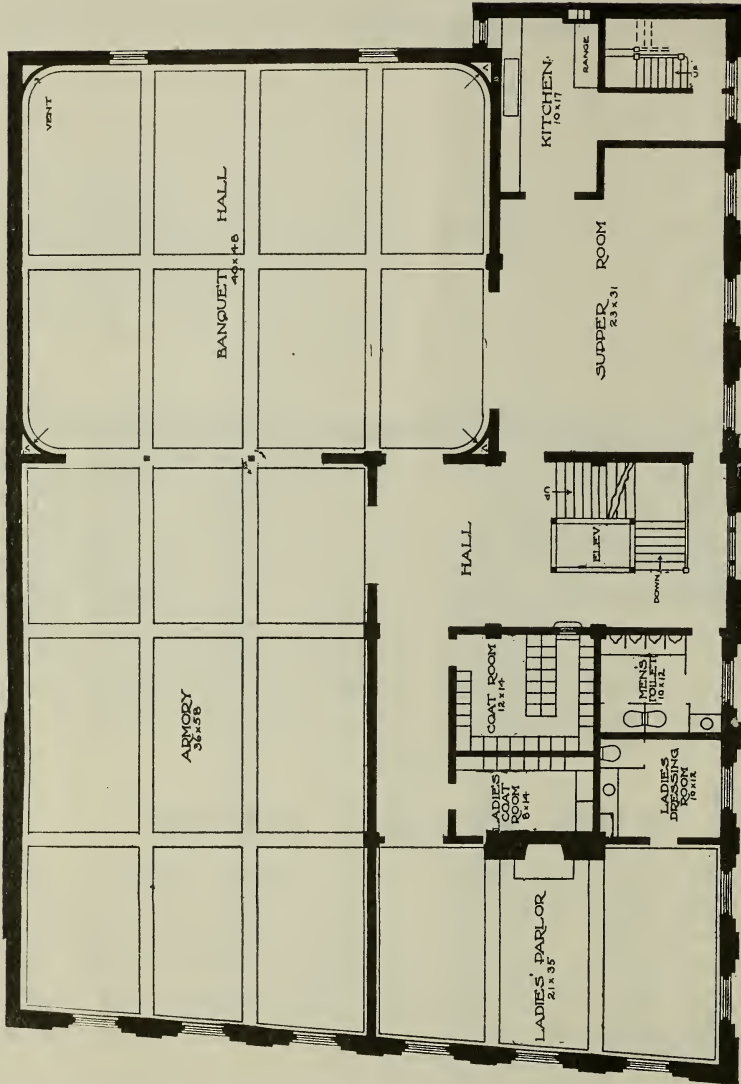 VENT
BANQUET HALL
40 x 48
KITCHEN
10 x 17
RANGE
UP
SUPPER ROOM
23 x 31
HALL
UP
ELEV.
DOWN
ARMORY
36 x 58
COAT ROOM
12 x 14
MEN'S
TOILET
10 x 12
LADIES'
COAT
ROOM
8 x 14
LADIES
DRESSING
ROOM
10 x 12
LADIES' PARLOR
21 x 35